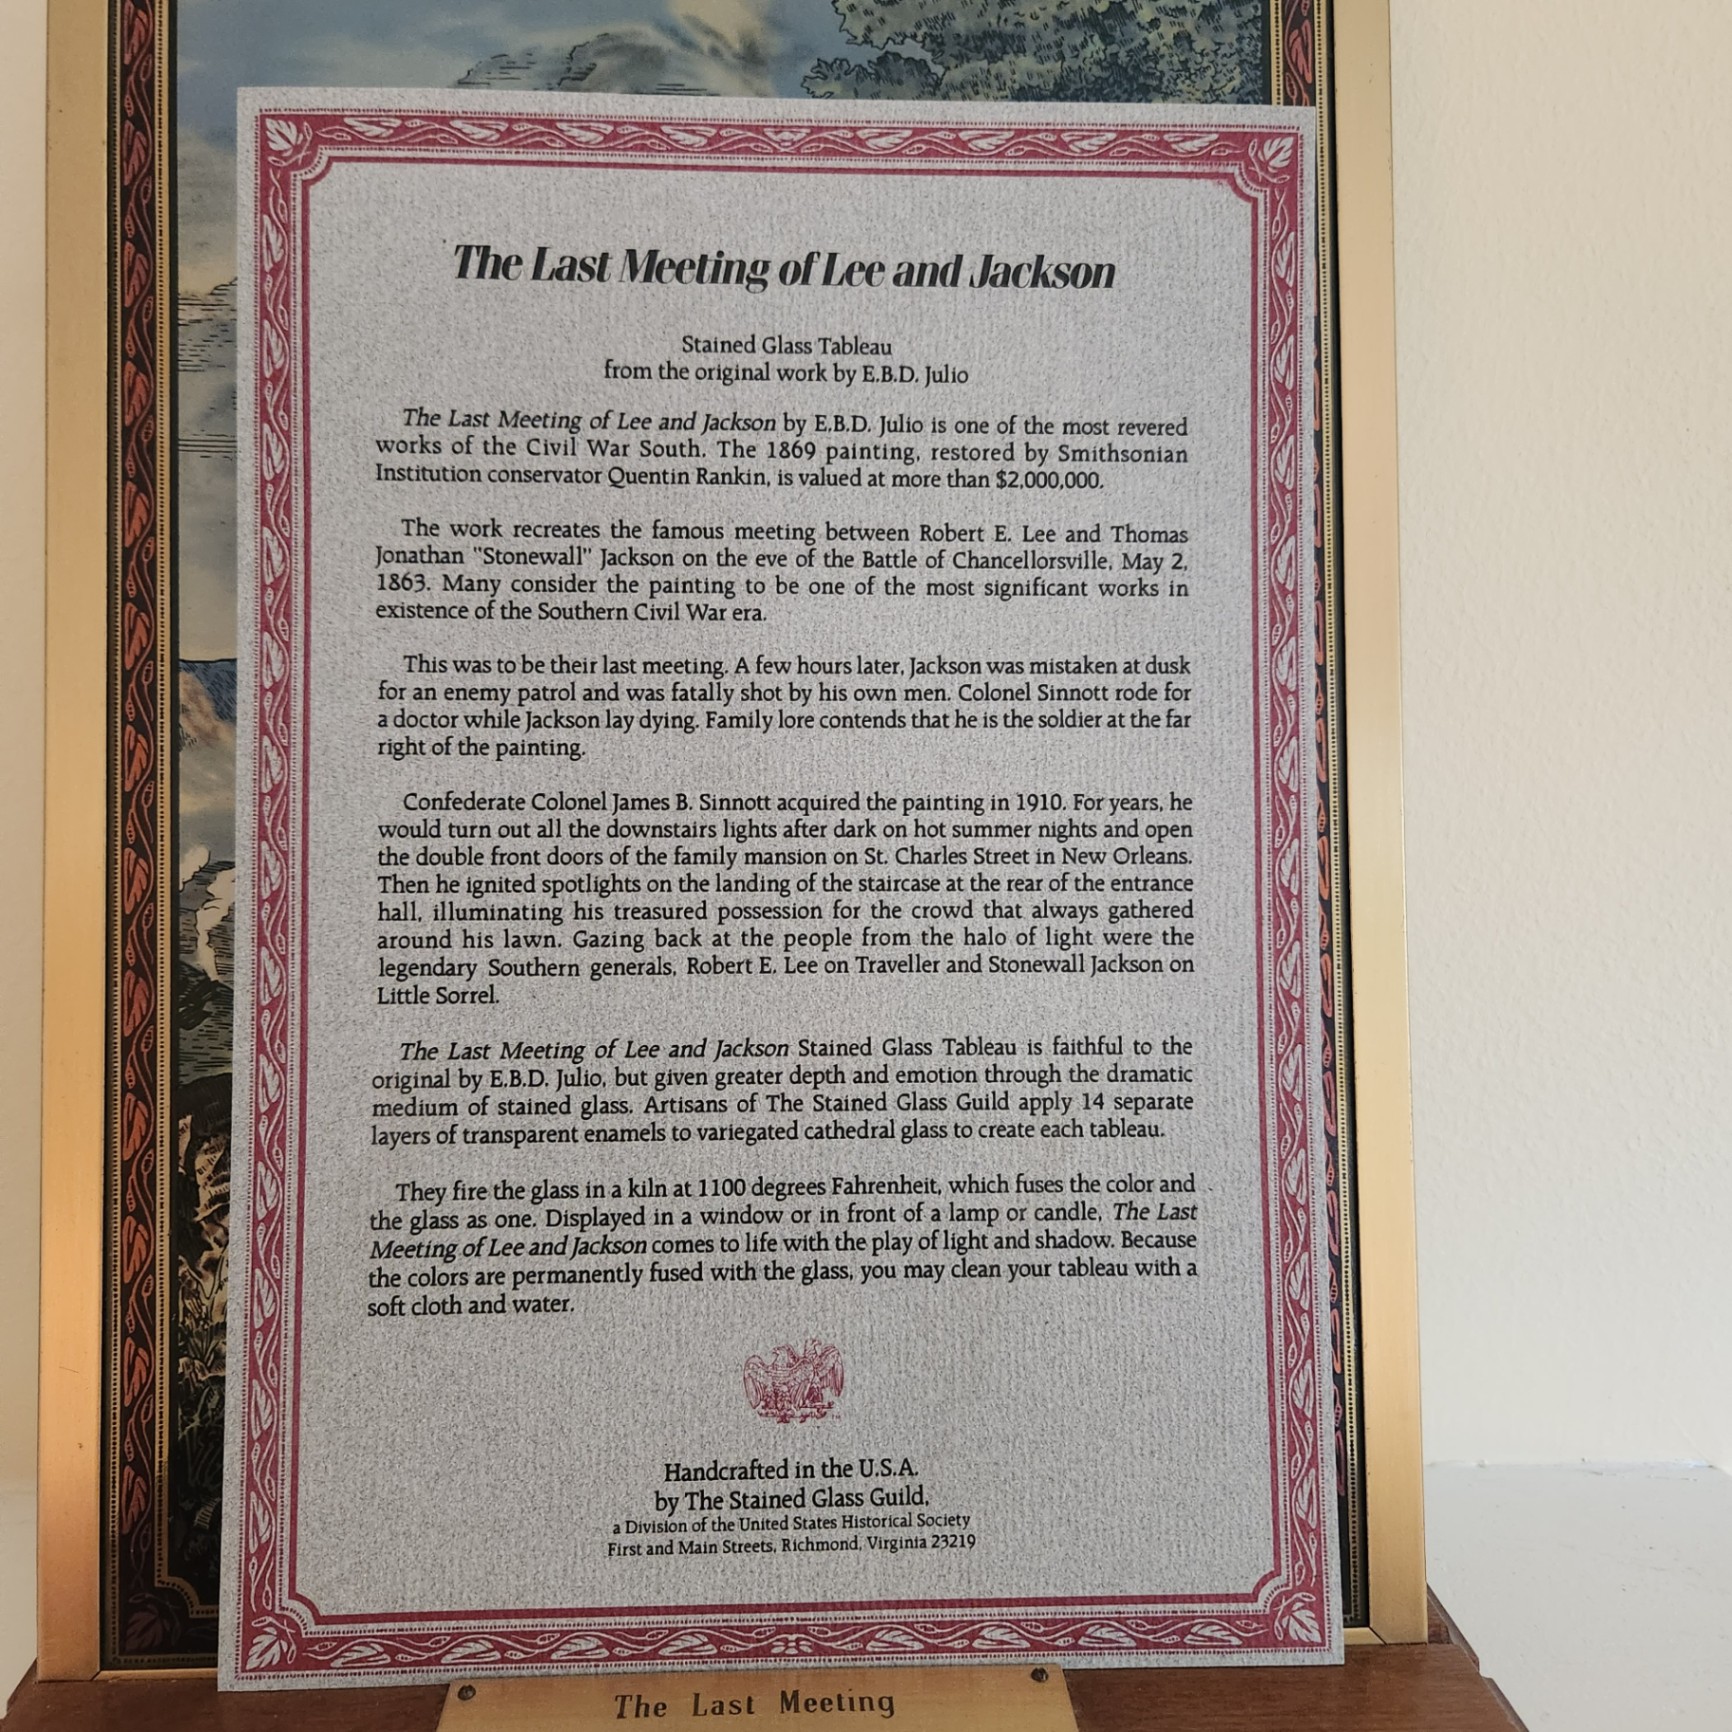 The Last Meeting of Lee and Jackson
Stained Glass Tableau
from the original work by E.B.D. Julio
The Last Meeting of Lee and Jackson by E.B.D. Julio is one of the most revered
works of the Civil War South. The 1869 painting, restored by Smithsonian
Institution conservator Quentin Rankin, is valued at more than $2,000,000.
The work recreates the famous meeting between Robert E. Lee and Thomas
Jonathan "Stonewall" Jackson on the eve of the Battle of Chancellorsville, May 2,
1863. Many consider the painting to be one of the most significant works in
existence of the Southern Civil War era.
This was to be their last meeting. A few hours later, Jackson was mistaken at dusk
for an enemy patrol and was fatally shot by his own men. Colonel Sinnott rode for
a doctor while Jackson lay dying. Family lore contends that he is the soldier at the far
right of the painting.
Confederate Colonel James B. Sinnott acquired the painting in 1910. For years, he
would turn out all the downstairs lights after dark on hot summer nights and open
the double front doors of the family mansion on St. Charles Street in New Orleans.
Then he ignited spotlights on the landing of the staircase at the rear of the entrance
hall, illuminating his treasured possession for the crowd that always gathered
around his lawn. Gazing back at the people from the halo of light were the
legendary Southern generals, Robert E. Lee on Traveller and Stonewall Jackson on
Little Sorrel.
The Last Meeting of Lee and Jackson Stained Glass Tableau is faithful to the
original by E.B.D. Julio, but given greater depth and emotion through the dramatic
medium of stained glass. Artisans of The Stained Glass Guild apply 14 separate
layers of transparent enamels to variegated cathedral glass to create each tableau.
They fire the glass in a kiln at 1100 degrees Fahrenheit, which fuses the color and
the glass as one. Displayed in a window or in front of a lamp or candle, The Last
Meeting of Lee and Jackson comes to life with the play of light and shadow. Because
the colors are permanently fused with the glass, you may clean your tableau with a
soft cloth and water.
Handcrafted in the U.S.A.
by The Stained Glass Guild,
a Division of the United States Historical Society
First and Main Streets, Richmond, Virginia 23219
The Last Meeting